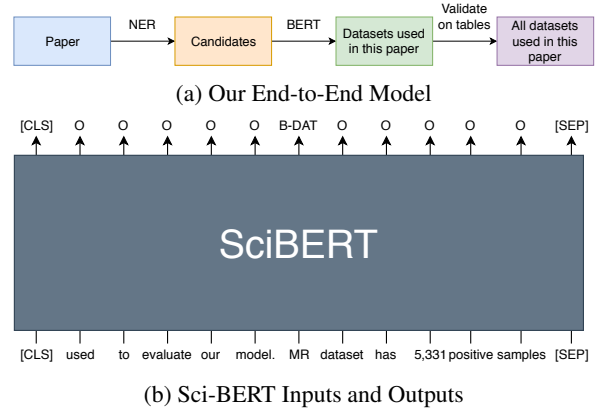 Paper NER Candidates BERT Datasets used in this paper Validate on tables All datasets used in this paper
(a) Our End-to-End Model
[CLS] O O O O O B-DAT O O O O O [SEP]
SciBERT
[CLS] used to evaluate our model. MR dataset has 5,331 positive samples [SEP]
(b) Sci-BERT Inputs and Outputs